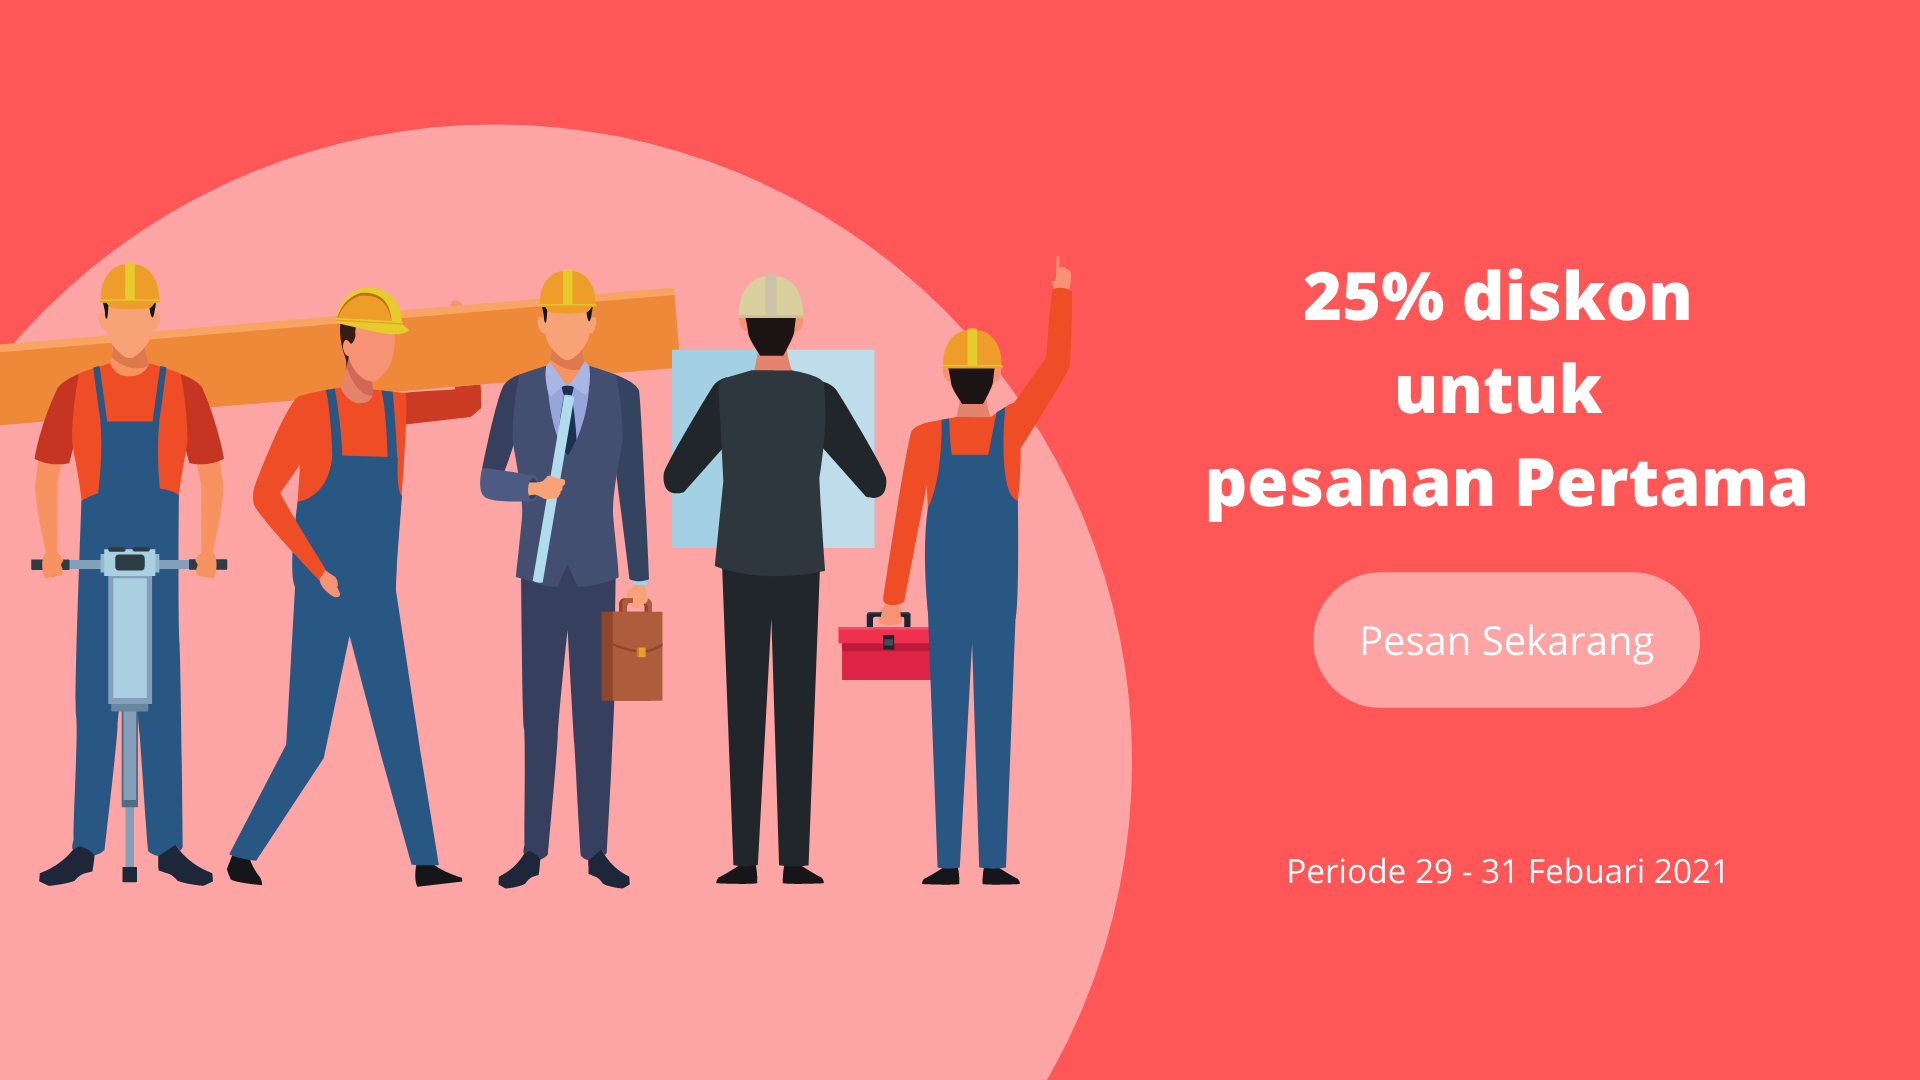 25% diskon
untuk
pesanan Pertama
Pesan Sekarang
Periode 29 - 31 Febuari 2021